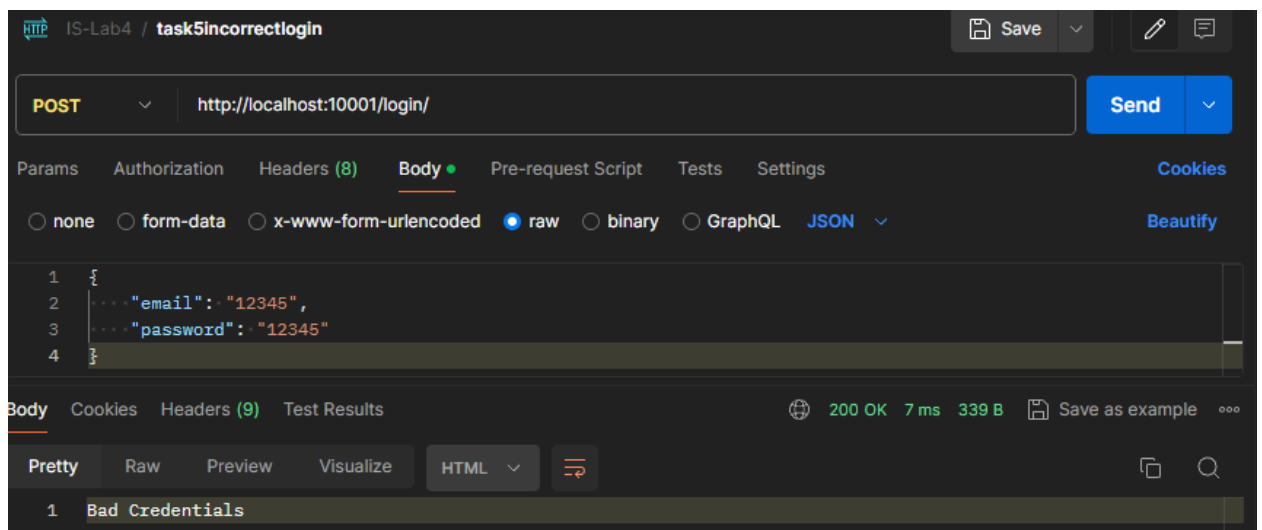 HTTP IS-Lab4 / task5incorrectlogin Save
POST http://localhost:10001/login/ Send
Params Authorization Headers (8) Body Pre-request Script Tests Settings Cookies
none form-data x-www-form-urlencoded raw binary GraphQL JSON Beautify
1 {
2 "email": "12345",
3 "password": "12345"
4 }
Body Cookies Headers (9) Test Results 200 OK 7 ms 339 B Save as example
Pretty Raw Preview Visualize HTML
1 Bad Credentials